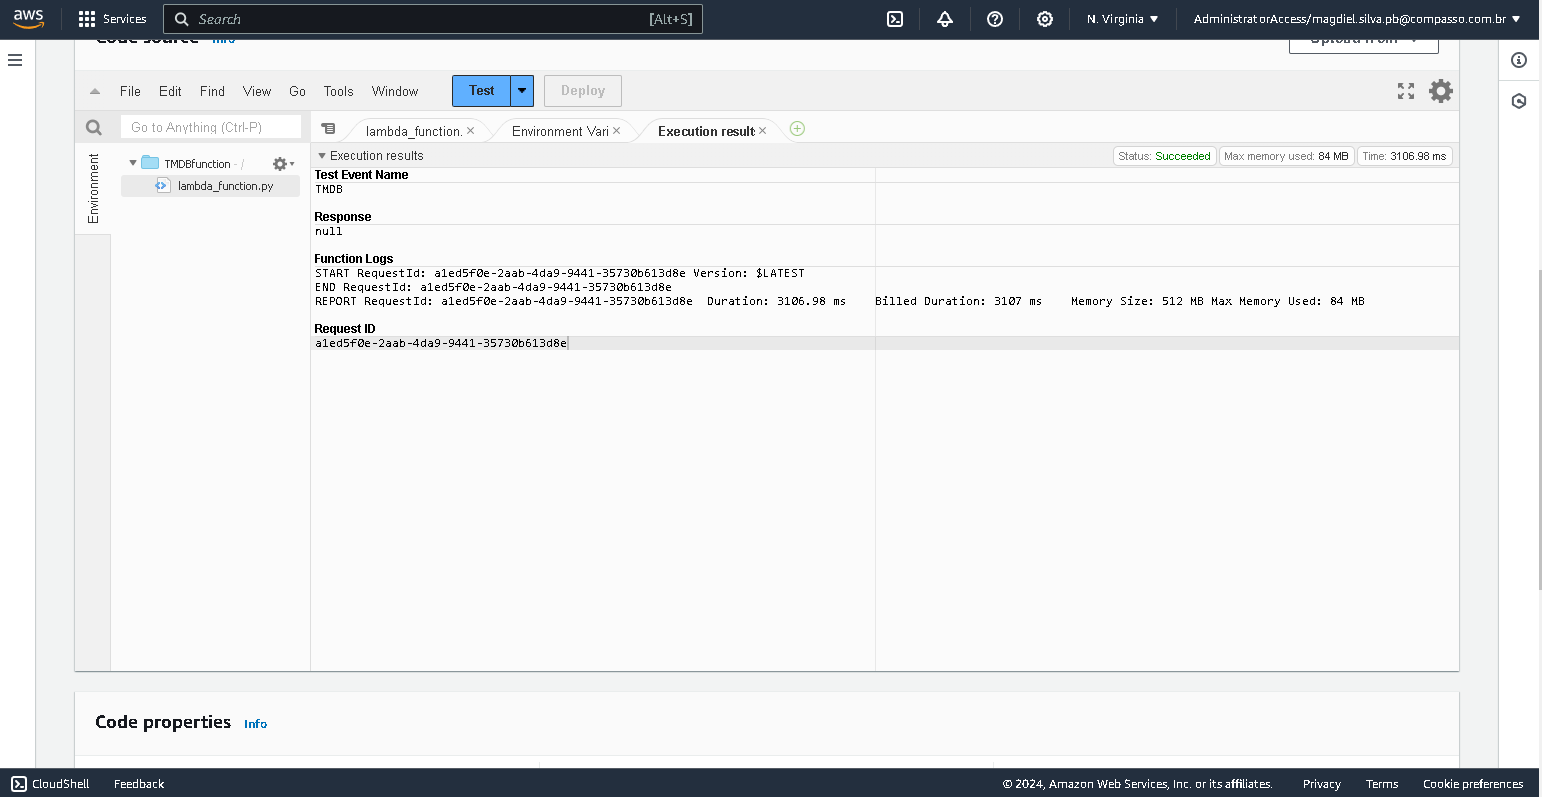 aws Services Search [Alt+S] N. Virginia AdministratorAccess/magdiel.silva.pb@compasso.com.br
Code source Info Upload from
File Edit Find View Go Tools Window Test Deploy
Go to Anything (Ctrl-P) lambda_function. Environment Vari Execution result
Environment
TMDBfunction - /
lambda_function.py
Execution results Status: Succeeded Max memory used: 84 MB Time: 3106.98 ms
Test Event Name
TMDB
Response
null
Function Logs
START RequestId: a1ed5f0e-2aab-4da9-9441-35730b613d8e Version: $LATEST
END RequestId: a1ed5f0e-2aab-4da9-9441-35730b613d8e
REPORT RequestId: a1ed5f0e-2aab-4da9-9441-35730b613d8e Duration: 3106.98 ms Billed Duration: 3107 ms Memory Size: 512 MB Max Memory Used: 84 MB
Request ID
a1ed5f0e-2aab-4da9-9441-35730b613d8e
Code properties Info
CloudShell Feedback © 2024, Amazon Web Services, Inc. or its affiliates. Privacy Terms Cookie preferences